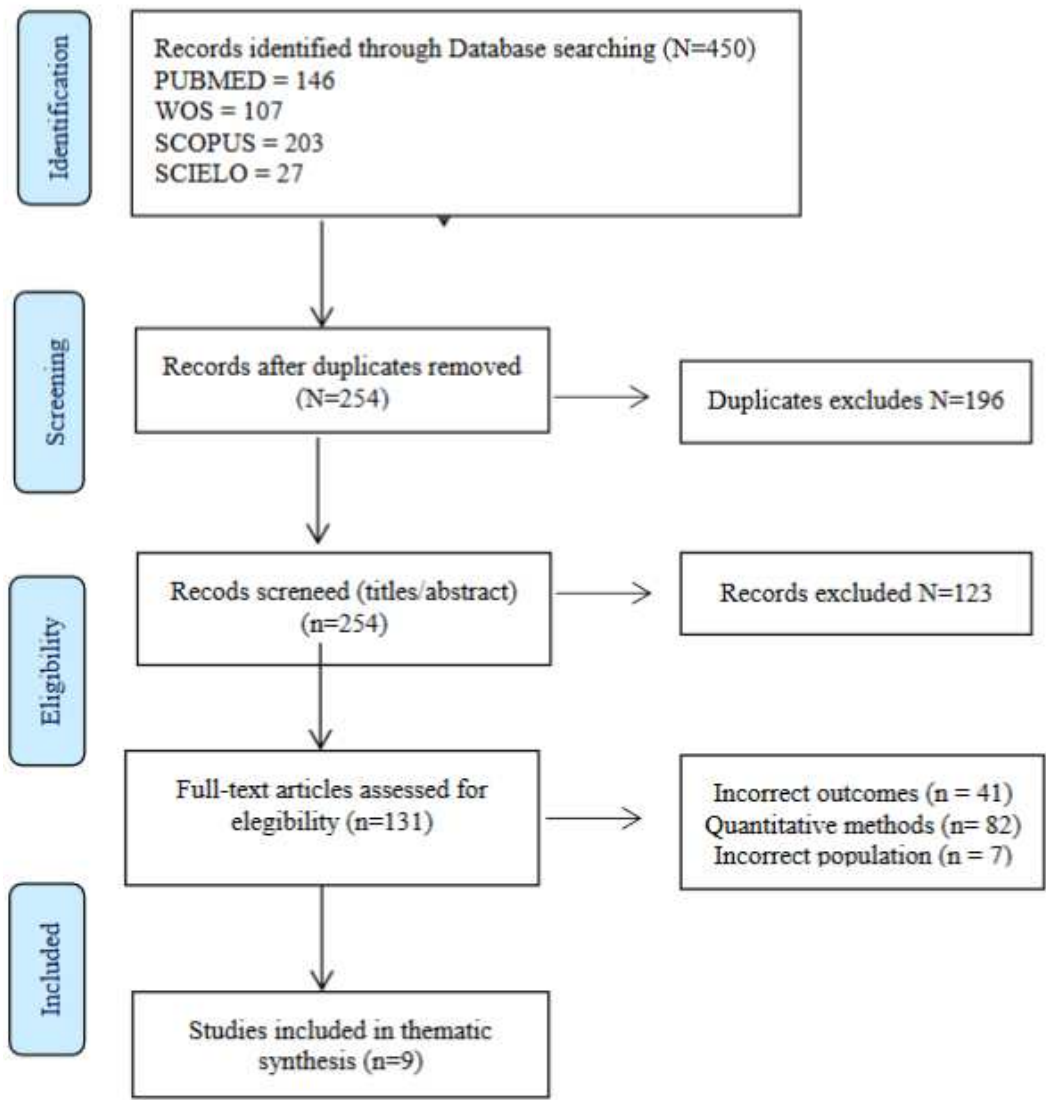 Identification
Records identified through Database searching (N=450)
PUBMED = 146
WOS = 107
SCOPUS = 203
SCIELO = 27
Screening
Records after duplicates removed
(N=254)
Duplicates excludes N=196
Eligibility
Recods screneed (titles/abstract)
(n=254)
Records excluded N=123
Full-text articles assessed for
elegibility (n=131)
Incorrect outcomes (n = 41)
Quantitative methods (n= 82)
Incorrect population (n = 7)
Included
Studies included in thematic
synthesis (n=9)